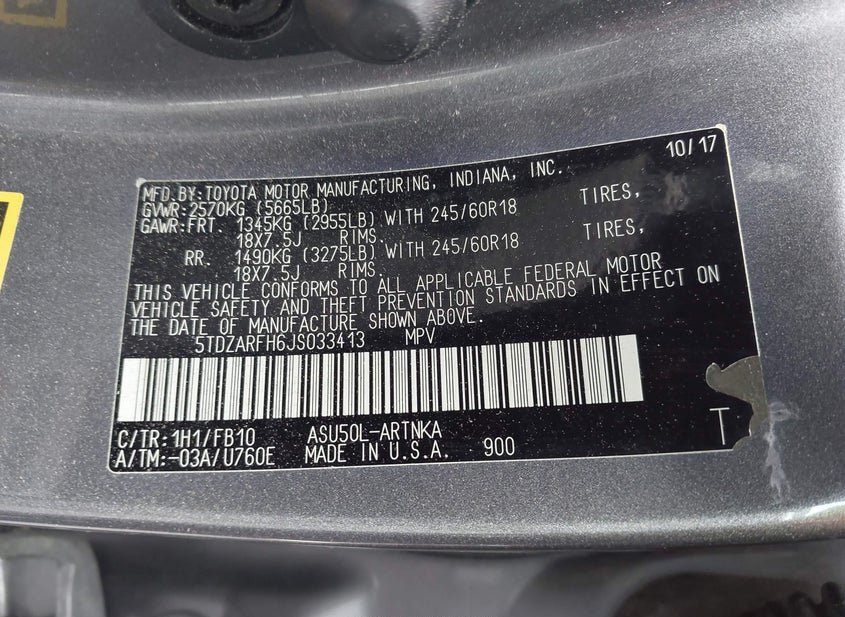 10/17
MFD.BY:TOYOTA MOTOR MANUFACTURING, INDIANA, INC.
GVWR:2570KG (5665LB)
GAWR:FRT 1345KG (2955LB) WITH 245/60R18 TIRES,
18X7.5J RIMS.
RR. 1490KG (3275LB) WITH 245/60R18 TIRES,
18X7.5J RIMS.
THIS VEHICLE CONFORMS TO ALL APPLICABLE FEDERAL MOTOR
VEHICLE SAFETY AND THEFT PREVENTION STANDARDS IN EFFECT ON
THE DATE OF MANUFACTURE SHOWN ABOVE.
5TDZARFH6JS033413 MPV
C/TR:1H1/FB10 ASU50L-ARTNKA
A/TM:-03A/U760E MADE IN U.S.A. 900 T